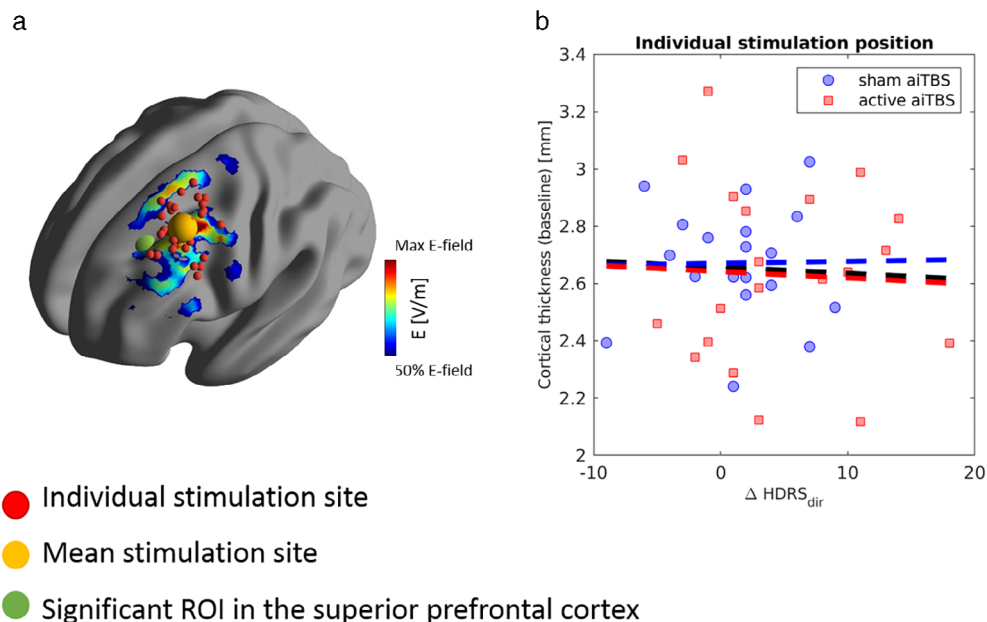 a
b
Individual stimulation position
3.4
3.2
3
2.8
2.6
2.4
2.2
2
Cortical thickness (baseline) [mm]
sham aiTBS
active aiTBS
-10
0
10
20
Δ HDRS_dir
Max E-field
E [V/m]
50% E-field
Individual stimulation site
Mean stimulation site
Significant ROI in the superior prefrontal cortex